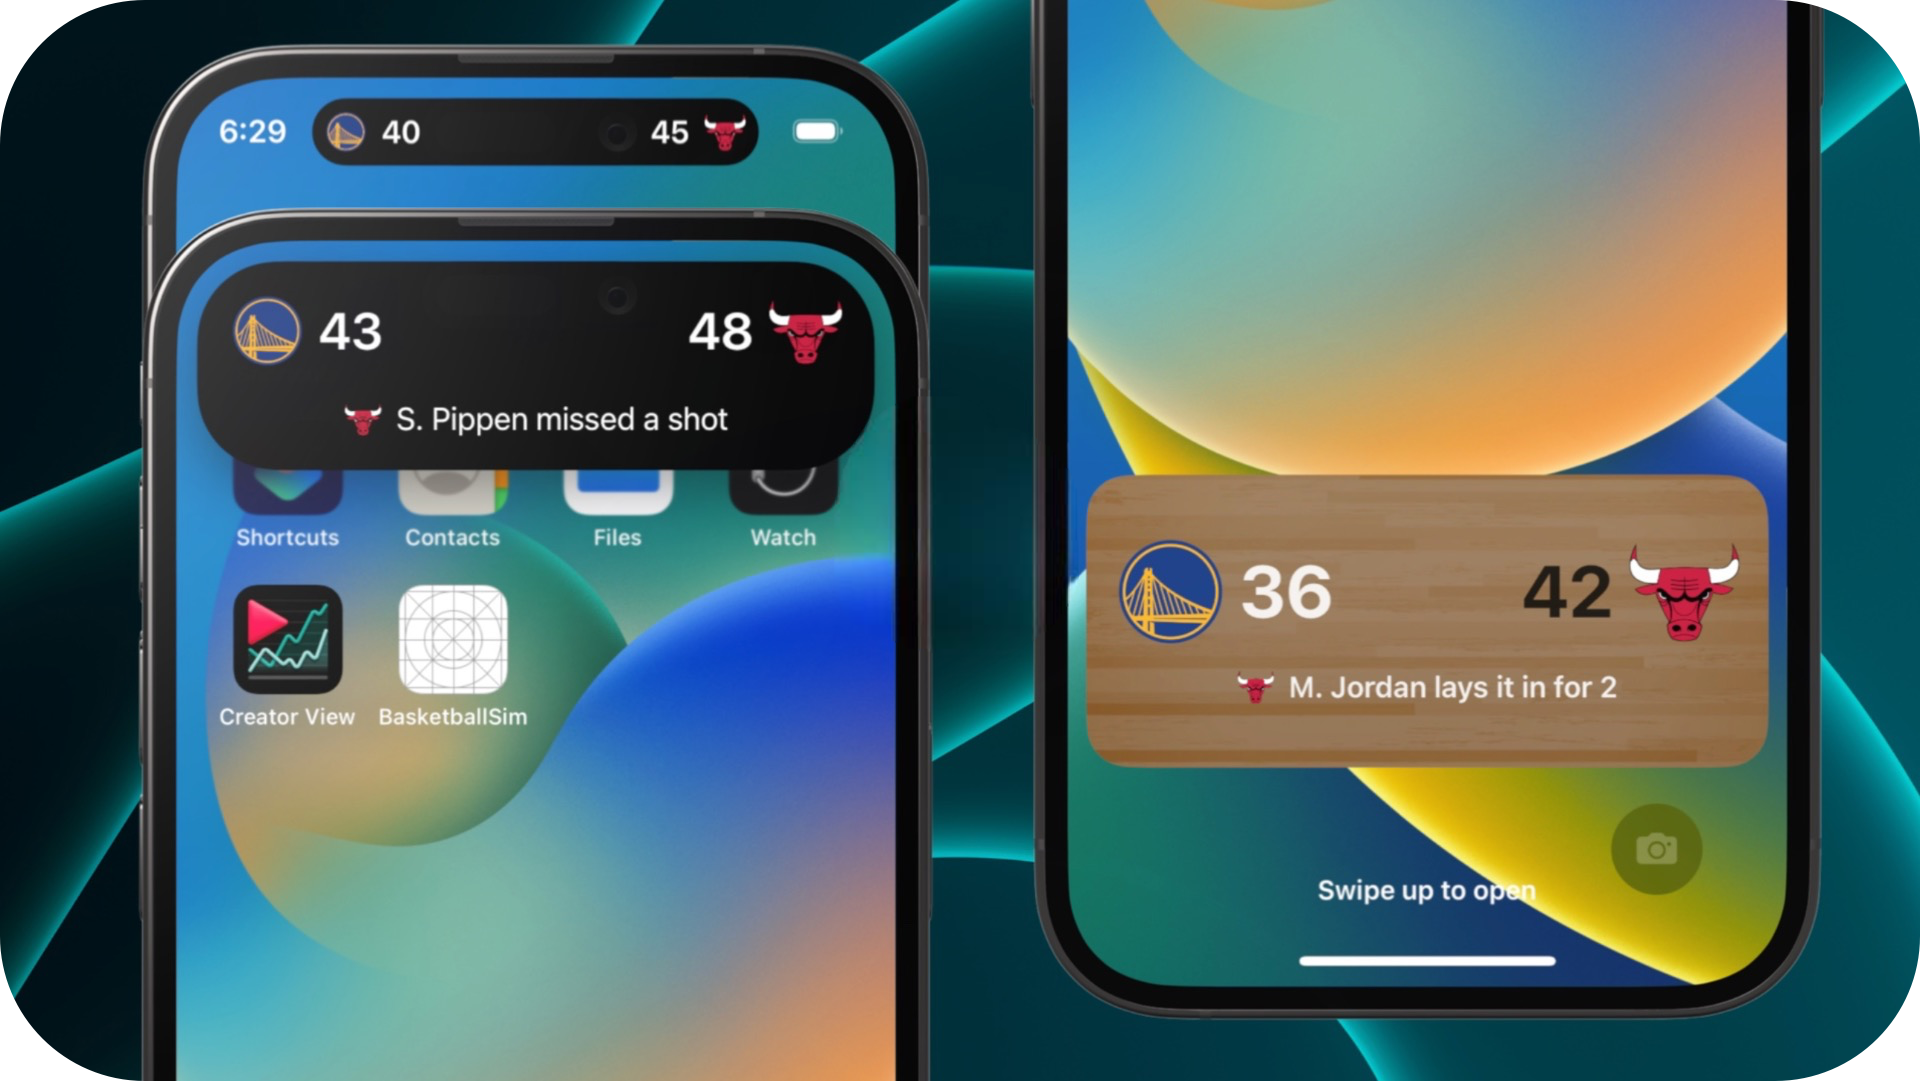 6:29 40 45
43 48
S. Pippen missed a shot
Shortcuts Contacts Files Watch
Creator View BasketballSim
36 42
M. Jordan lays it in for 2
Swipe up to open